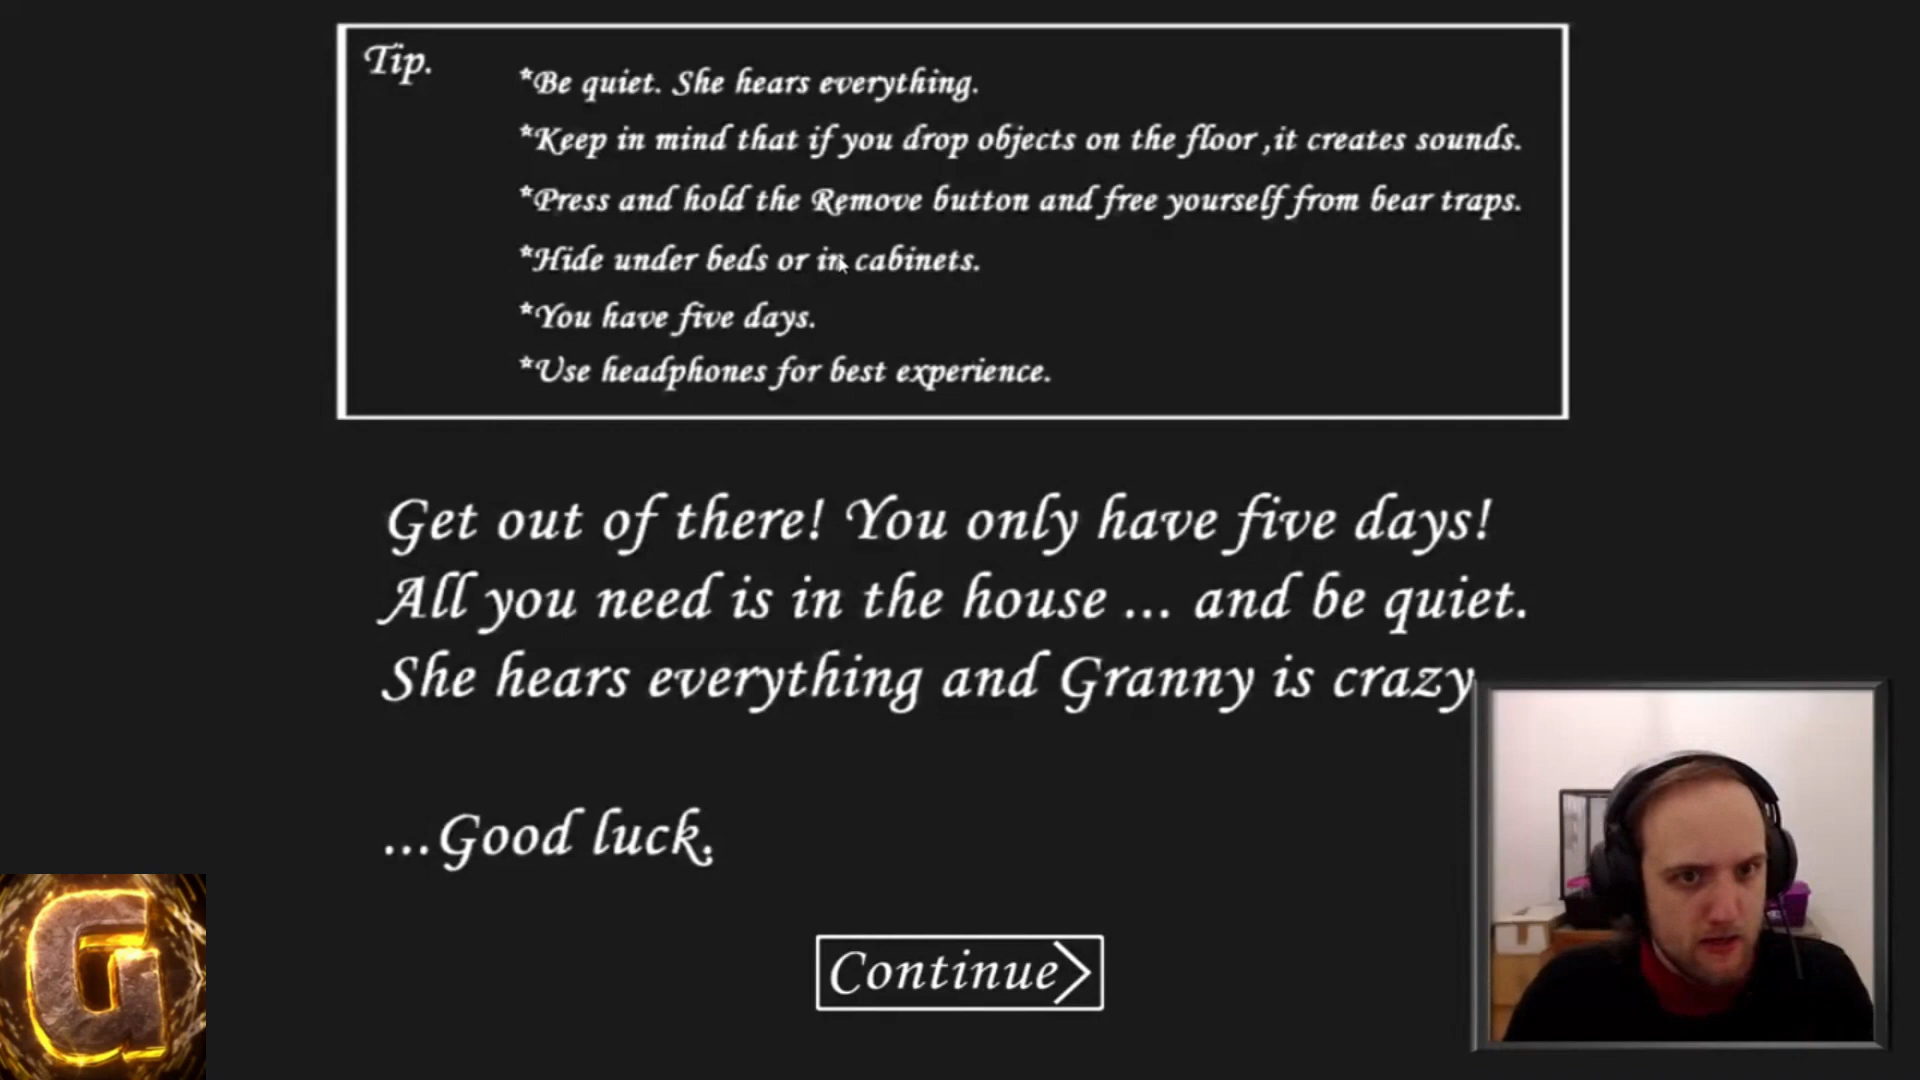 Tip.
*Be quiet. She hears everything.
*Keep in mind that if you drop objects on the floor ,it creates sounds.
*Press and hold the Remove button and free yourself from bear traps.
*Hide under beds or in cabinets.
*You have five days.
*Use headphones for best experience.
Get out of there! You only have five days!
All you need is in the house ... and be quiet.
She hears everything and Granny is crazy
...Good luck.
Continue>
G